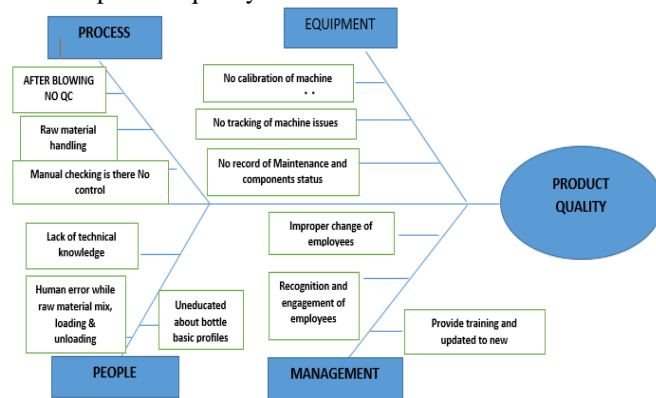 PROCESS
EQUIPMENT
AFTER BLOWING
NO QC
Raw material
handling
Manual checking is there No
control
No calibration of machine
No tracking of machine issues
No record of Maintenance and
components status
PRODUCT
QUALITY
Lack of technical
knowledge
Human error while
raw material mix,
loading &
unloading
Uneducated
about bottle
basic profiles
Improper change of
employees
Recognition and
engagement of
employees
Provide training and
updated to new
PEOPLE
MANAGEMENT